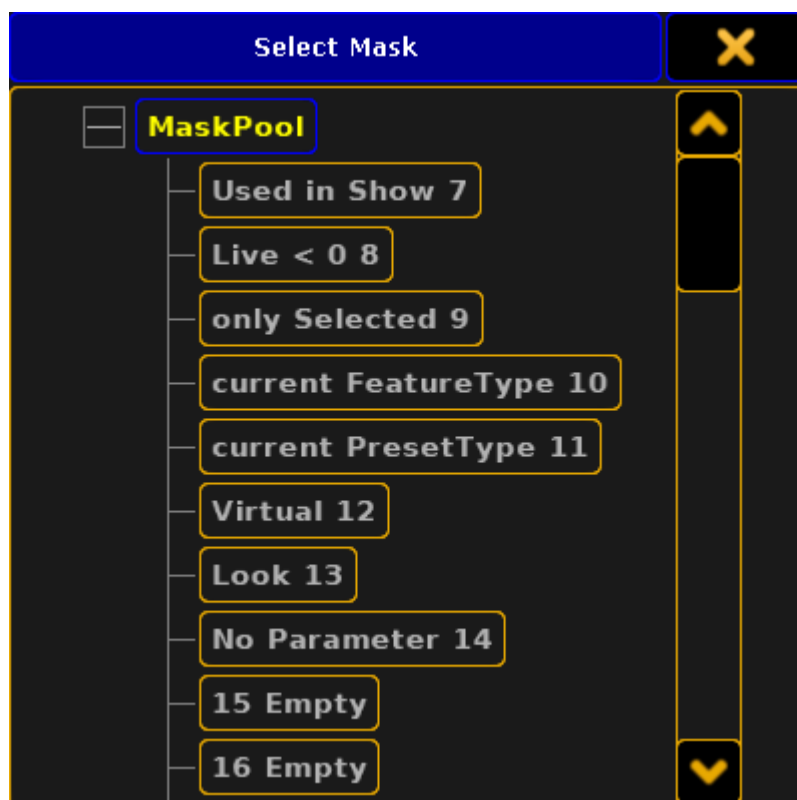 Select Mask
MaskPool
Used in Show 7
Live < 0 8
only Selected 9
current FeatureType 10
current PresetType 11
Virtual 12
Look 13
No Parameter 14
15 Empty
16 Empty